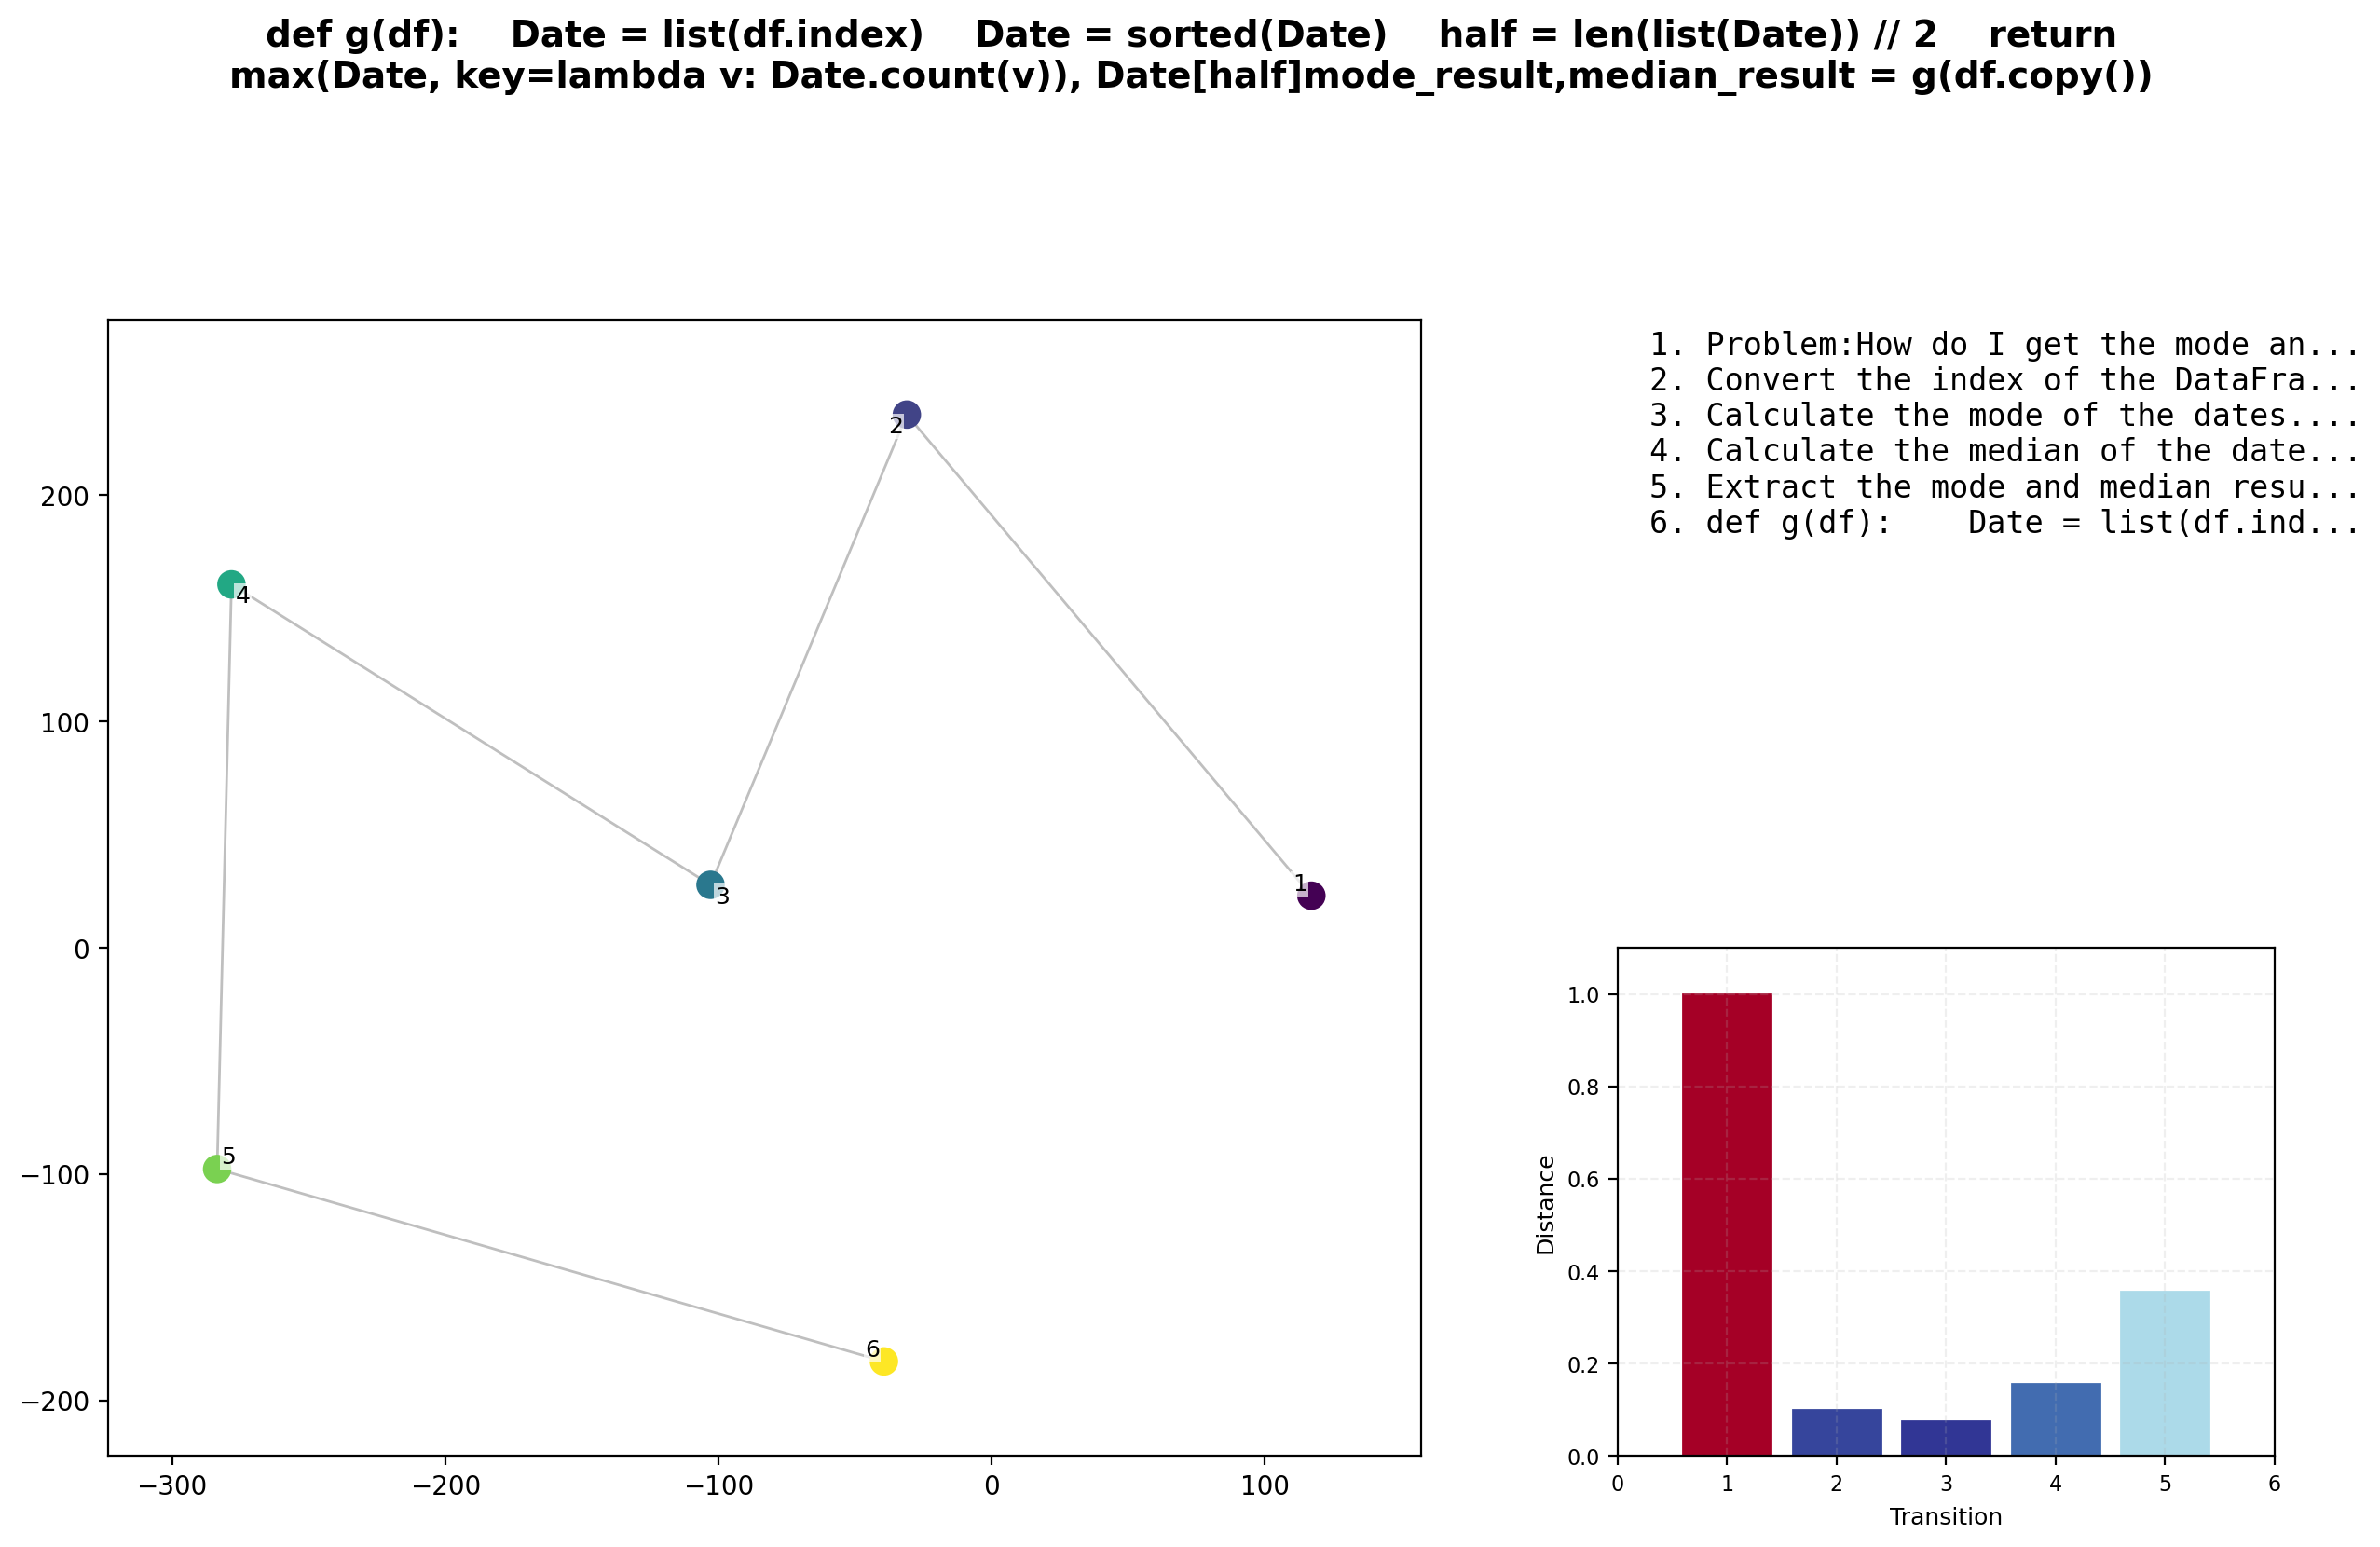 def g(df):    Date = list(df.index)    Date = sorted(Date)    half = len(list(Date)) // 2    return
max(Date, key=lambda v: Date.count(v)), Date[half]mode_result,median_result = g(df.copy())
1. Problem:How do I get the mode an...
2. Convert the index of the DataFra...
3. Calculate the mode of the dates....
4. Calculate the median of the date...
5. Extract the mode and median resu...
6. def g(df):    Date = list(df.ind...
200
100
0
−100
−200
−300
−200
−100
0
100
2
4
3
1
5
6
1.0
0.8
0.6
0.4
0.2
0.0
Distance
0
1
2
3
4
5
6
Transition